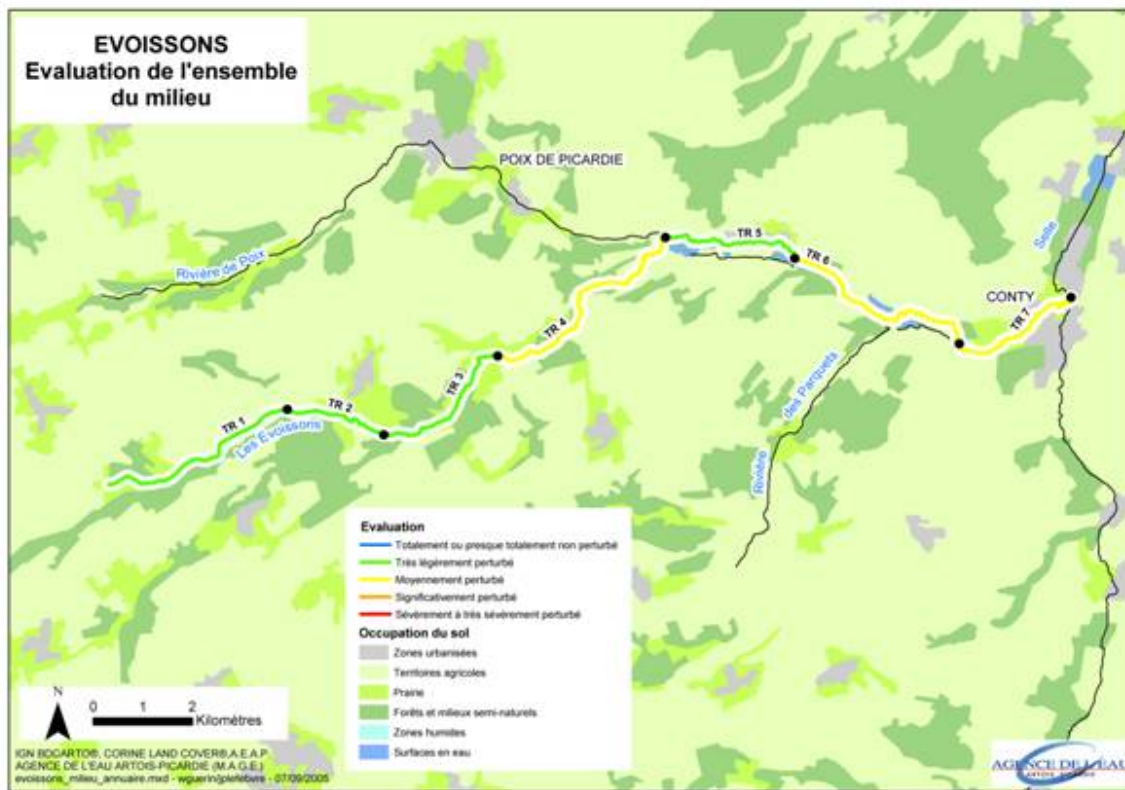 EVOISSONS
Evaluation de l'ensemble
du milieu
POIX DE PICARDIE
Rivière de Poix
TR 5
TR 6
Selle
CONTY
TR 7
TR 4
TR 3
TR 2
TR 1
Les Evoissons
Rivière
des Parquets
Evaluation
Totalement ou presque totalement non perturbé
Très légèrement perturbé
Moyennement perturbé
Significativement perturbé
Sévèrement à très sévèrement perturbé
Occupation du sol
Zones urbanisées
Territoires agricoles
Prairie
Forêts et milieux semi-naturels
Zones humides
Surfaces en eau
N
0 1 2
Kilomètres
IGN BDCARTO®, CORINE LAND COVER®,A.E.A.P
AGENCE DE L'EAU ARTOIS-PICARDIE (M.A.G.E.)
evoissons_milieu_annuaire.mxd - wguerin/jplefebvre - 07/09/2005
AGENCE DE L'EAU
ARTOIS-PICARDIE